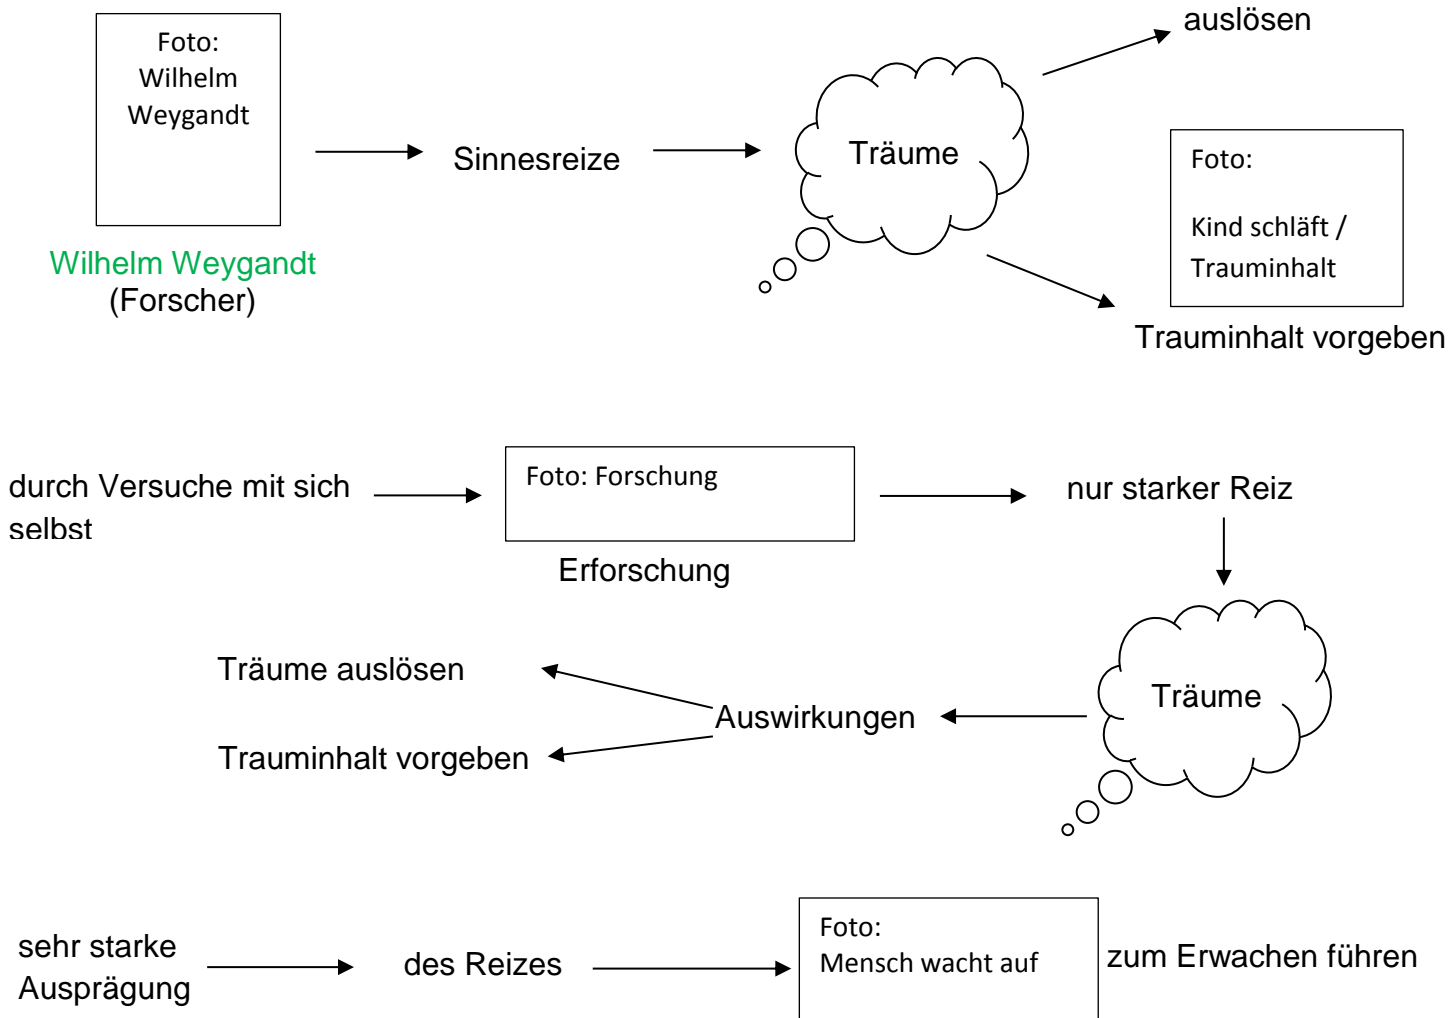 Foto:
Wilhelm
Weygandt
Wilhelm Weygandt
(Forscher)
Sinnesreize
Träume
auslösen
Foto:
Kind schläft /
Trauminhalt
Trauminhalt vorgeben
durch Versuche mit sich
selbst
Foto: Forschung
Erforschung
nur starker Reiz
Träume
Auswirkungen
Träume auslösen
Trauminhalt vorgeben
sehr starke
Ausprägung
des Reizes
Foto:
Mensch wacht auf
zum Erwachen führen